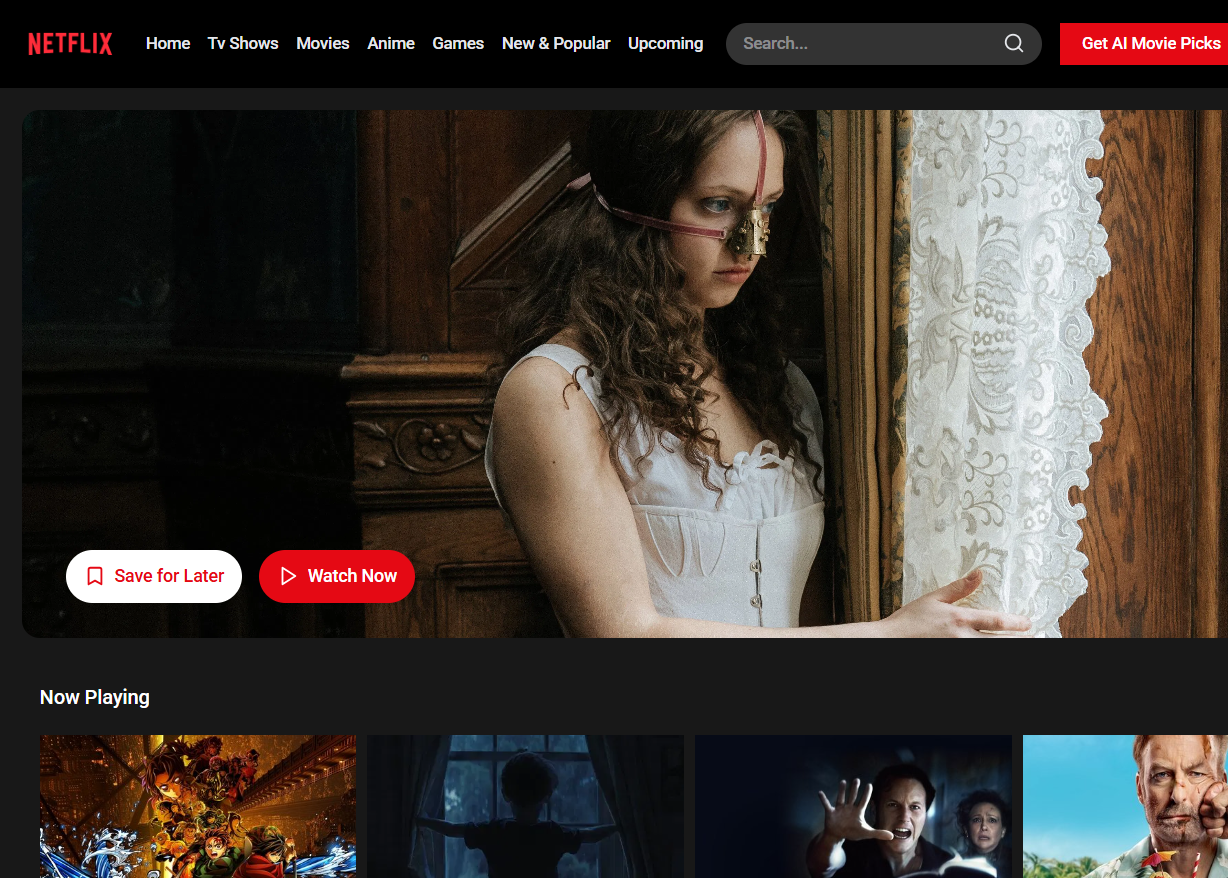 NETFLIX Home Tv Shows Movies Anime Games New & Popular Upcoming Search... Get AI Movie Picks
Save for Later Watch Now
Now Playing